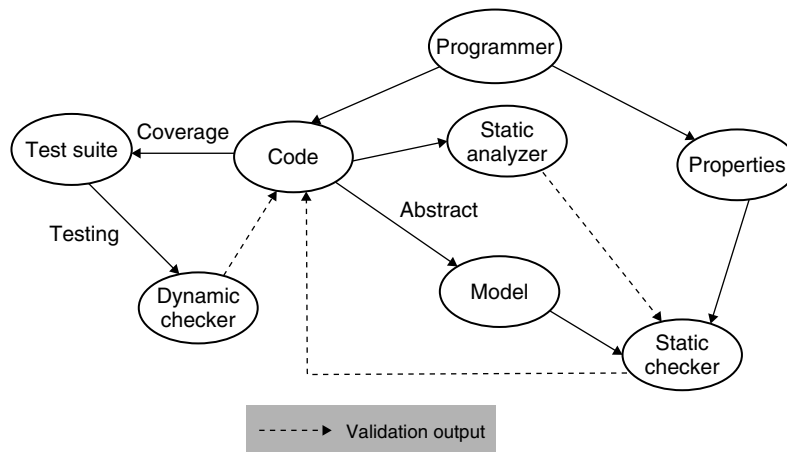 Programmer
Coverage
Test suite
Code
Static
analyzer
Properties
Abstract
Testing
Dynamic
checker
Model
Static
checker
Validation output